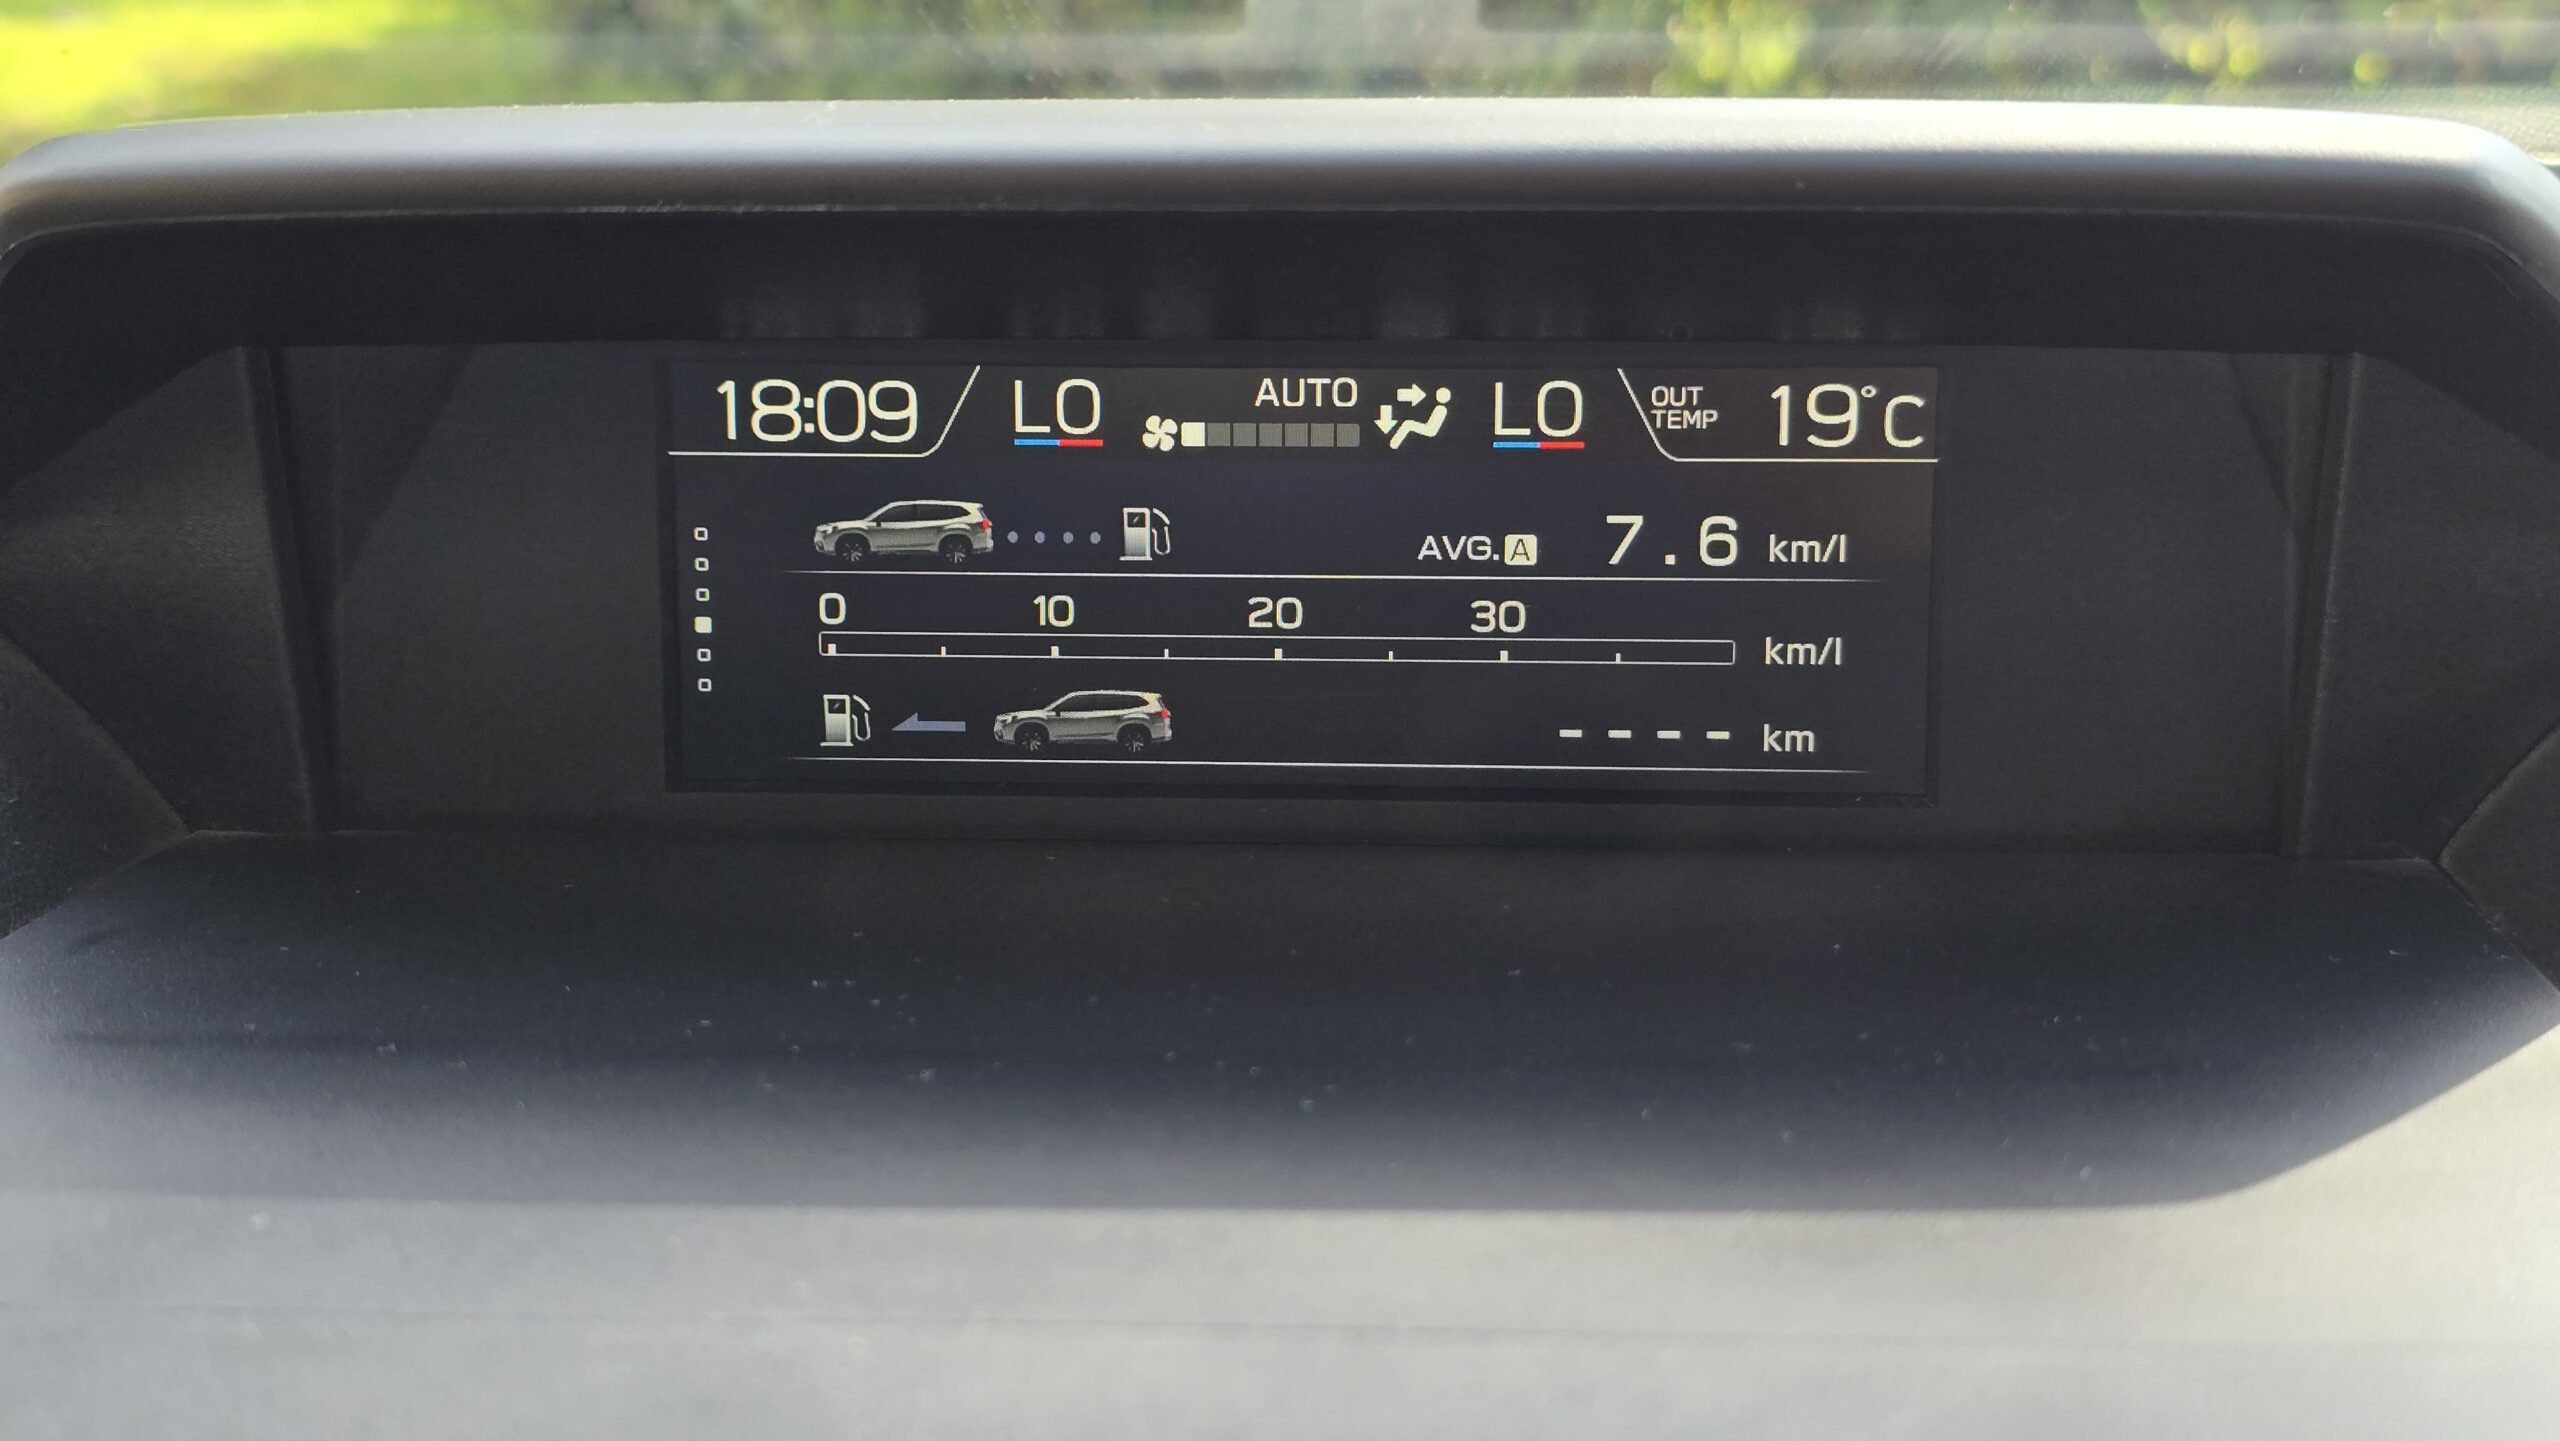 18:09 LO AUTO LO OUT TEMP 19°C
AVG. A 7.6 km/l
0 10 20 30
km/l
---- km